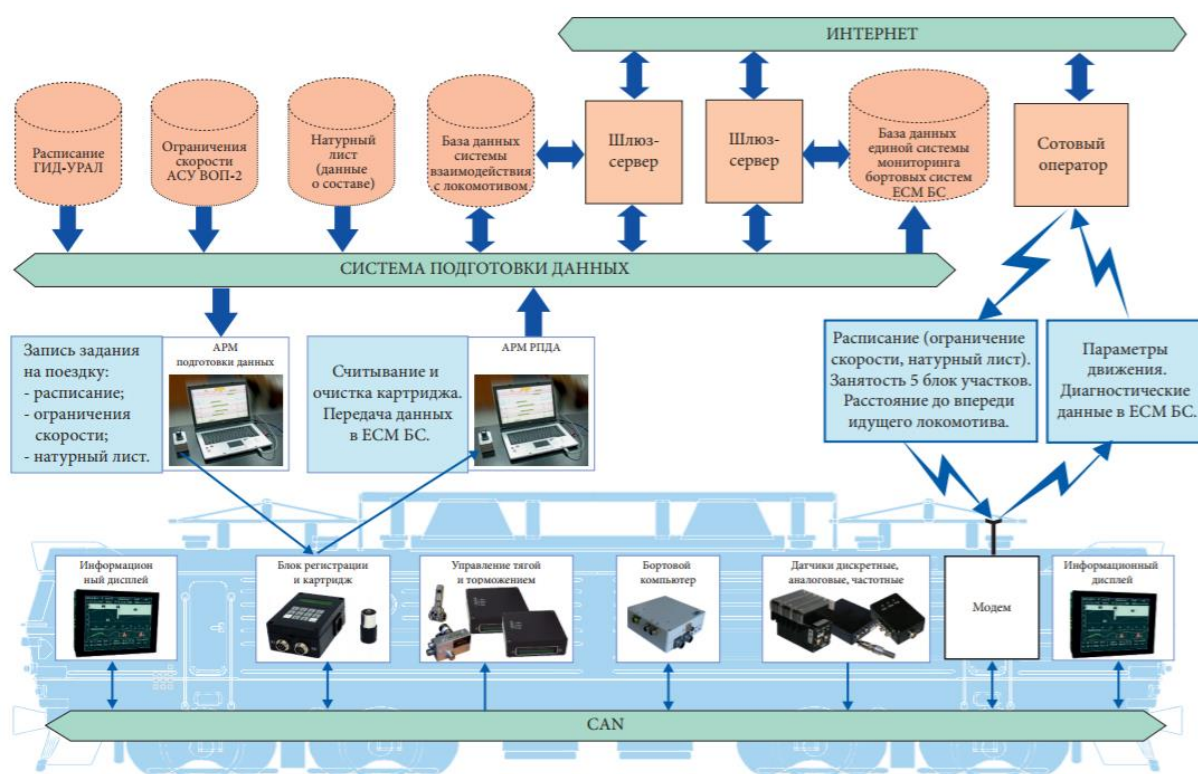 ИНТЕРНЕТ
Расписание
ГИД-УРАЛ
Ограничения
скорости
АСУ ВОП-2
Натурный
лист
(данные
о составе)
База данных
системы
взаимодействия
с локомотивом
Шлюз-
сервер
Шлюз-
сервер
База данных
единой системы
мониторинга
бортовых систем
ЕСМ БС
Сотовый
оператор
СИСТЕМА ПОДГОТОВКИ ДАННЫХ
Запись задания
на поездку:
- расписание;
- ограничения
скорости;
- натурный лист.
АРМ
подготовки данных
Считывание и
очистка картриджа.
Передача данных
в ЕСМ БС.
АРМ РПДА
Расписание (ограничение
скорости, натурный лист).
Занятость 5 блок участков.
Расстояние до впереди
идущего локомотива.
Параметры
движения.
Диагностические
данные в ЕСМ БС.
Информацион
ный дисплей
Блок регистрации
и картридж
Управление тягой
и торможением
Бортовой
компьютер
Датчики дискретные,
аналоговые, частотные
Модем
Информационный
дисплей
CAN